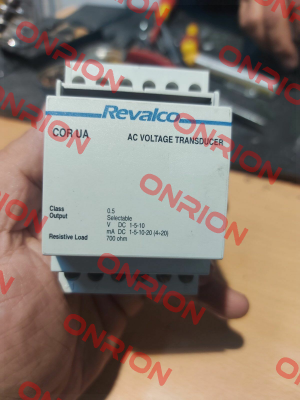 Revalco
COR UA AC VOLTAGE TRANSDUCER
Class 0.5
Output Selectable
V DC 1-5-10
mA DC 1-5-10-20 (4÷20)
Resistive Load 700 ohm
ONRION
ONRION
ONRION
ONRION
ONRION
ONRION
ONRION
ONRION